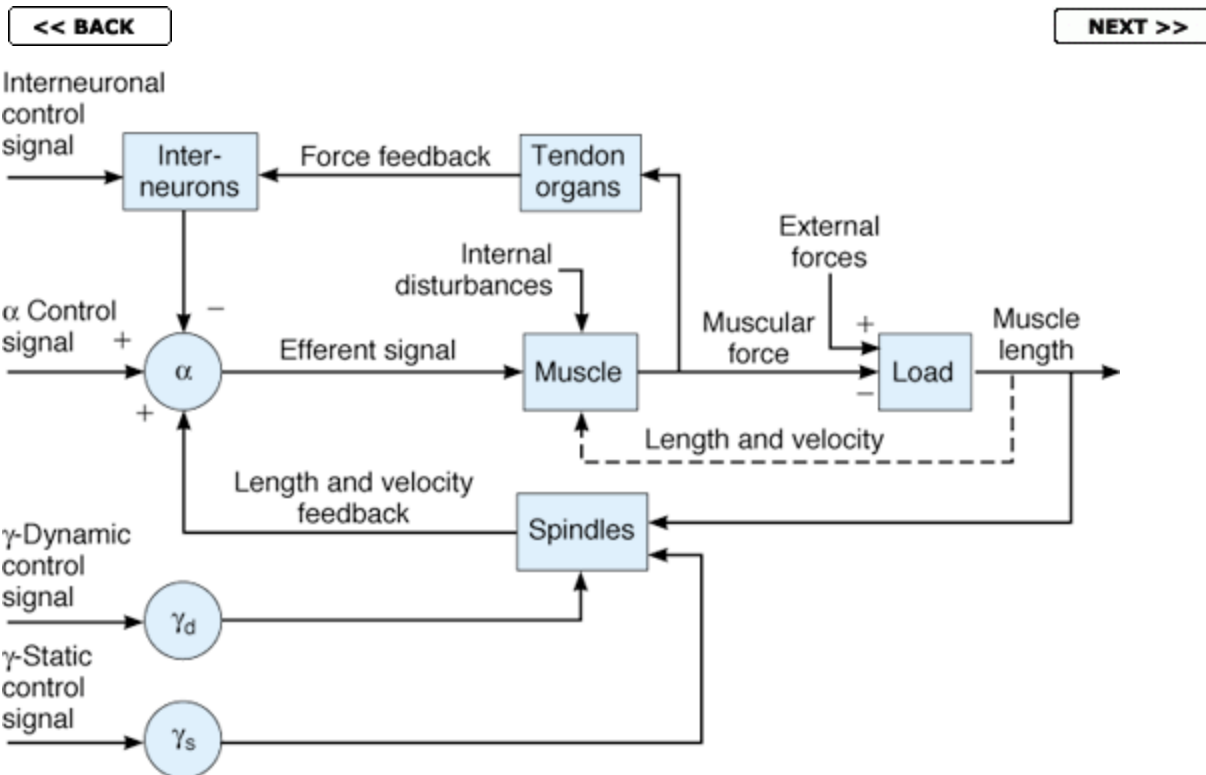 << BACK
NEXT >>
Interneuronal
control
signal
Inter-
neurons
Force feedback
Tendon
organs
External
forces
Internal
disturbances
α Control
signal
+
−
α
+
Efferent signal
Muscle
Muscular
force
+
−
Load
Muscle
length
Length and velocity
Length and velocity
feedback
Spindles
γ-Dynamic
control
signal
γd
γ-Static
control
signal
γs